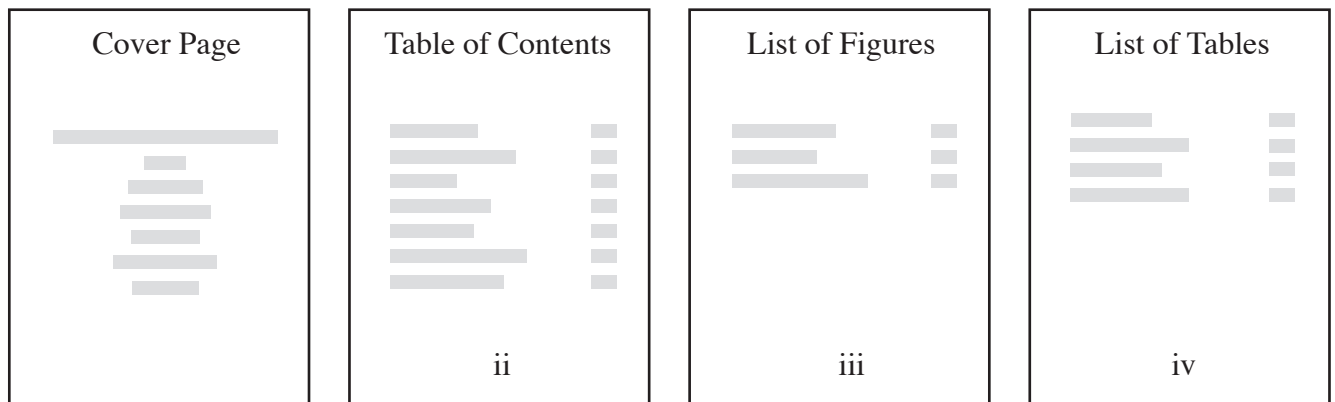 Cover Page
Table of Contents
List of Figures
List of Tables
ii
iii
iv